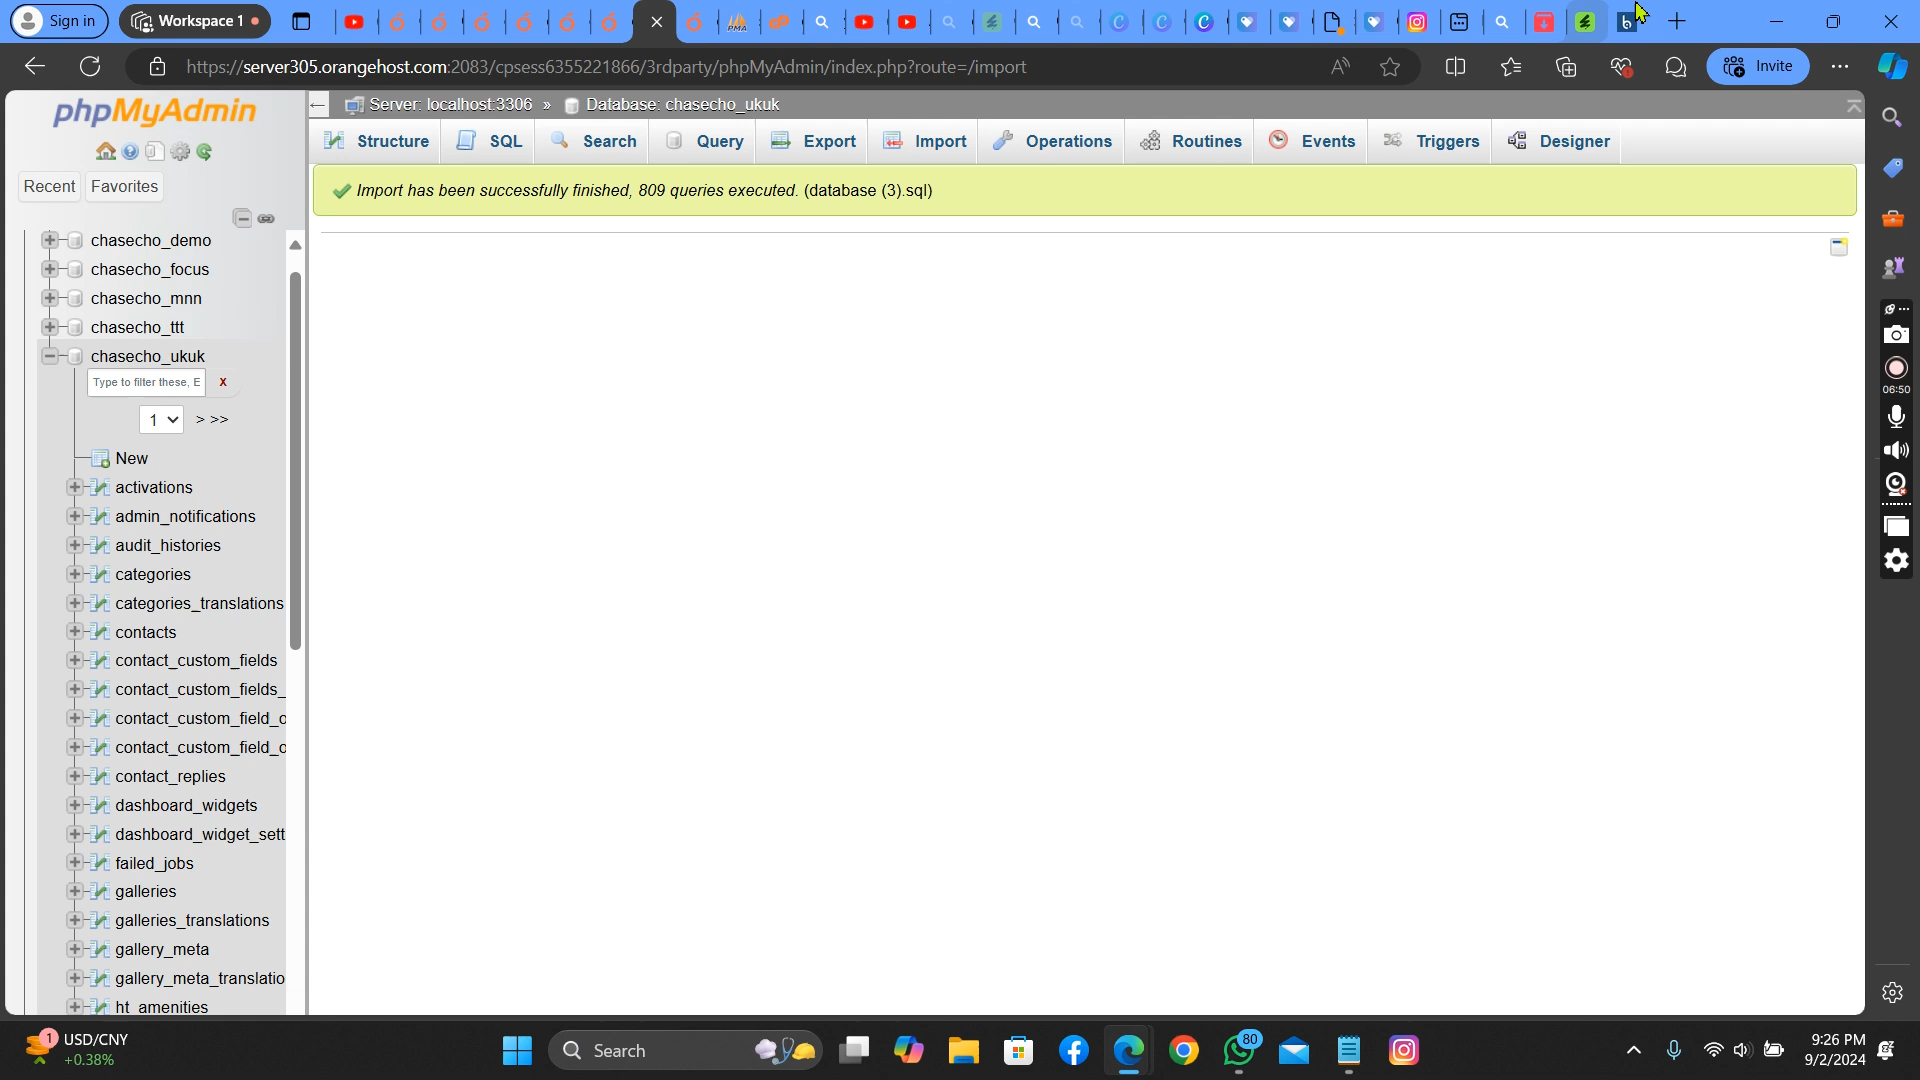 Sign in
Workspace 1
https://server305.orangehost.com:2083/cpsess6355221866/3rdparty/phpMyAdmin/index.php?route=/import
Invite
phpMyAdmin
Recent
Favorites
chasecho_demo
chasecho_focus
chasecho_mnn
chasecho_ttt
chasecho_ukuk
Type to filter these, E
X
1
> >>
New
activations
admin_notifications
audit_histories
categories
categories_translations
contacts
contact_custom_fields
contact_custom_fields_
contact_custom_field_o
contact_custom_field_o
contact_replies
dashboard_widgets
dashboard_widget_sett
failed_jobs
galleries
galleries_translations
gallery_meta
gallery_meta_translatio
ht_amenities
Server: localhost:3306 » Database: chasecho_ukuk
Structure
SQL
Search
Query
Export
Import
Operations
Routines
Events
Triggers
Designer
Import has been successfully finished, 809 queries executed. (database (3).sql)
06:50
1
USD/CNY
+0.38%
Search
80
9:26 PM
9/2/2024